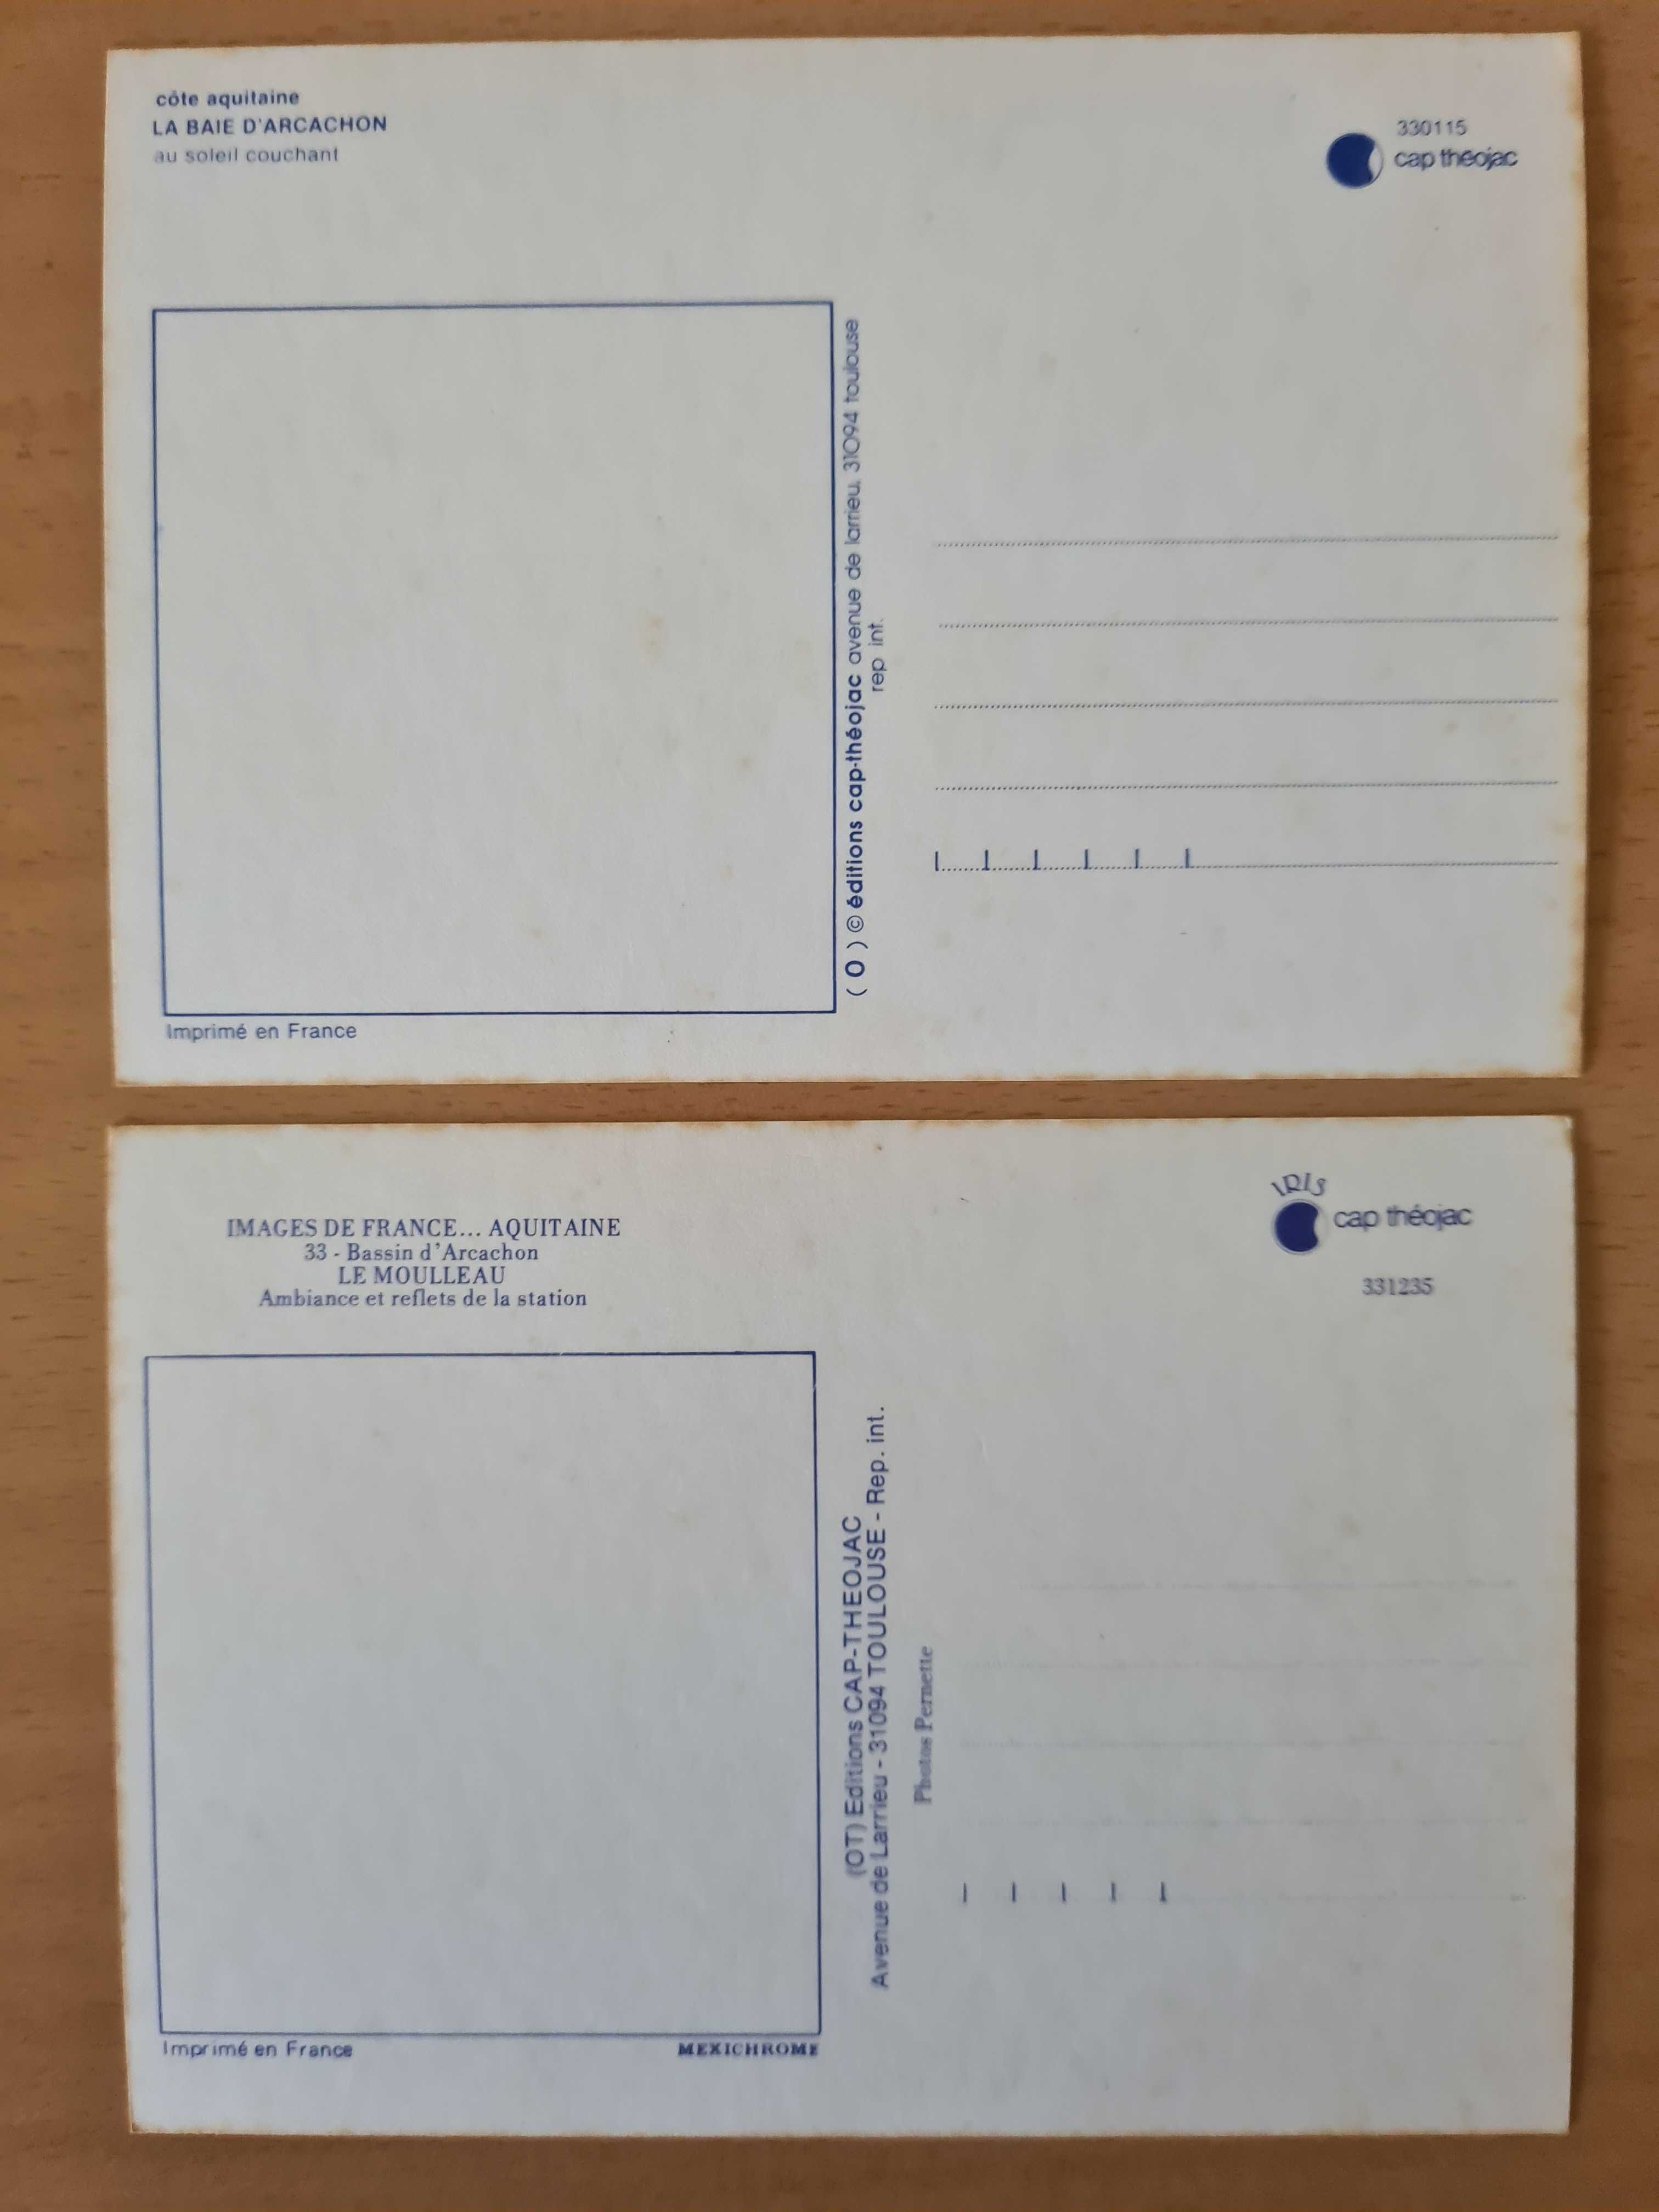 côte aquitaine
LA BAIE D'ARCACHON
au soleil couchant
330115
cap théojac
( O ) © éditions cap-théojac avenue de larrieu, 31094 toulouse
rep int.
Imprimé en France
IMAGES DE FRANCE... AQUITAINE
33 - Bassin d'Arcachon
LE MOULLEAU
Ambiance et reflets de la station
IRIS
cap théojac
331235
(OT) Editions CAP-THEOJAC
Avenue de Larrieu - 31094 TOULOUSE - Rep. int.
Photos Pernette
Imprimé en France
MEXICHROME